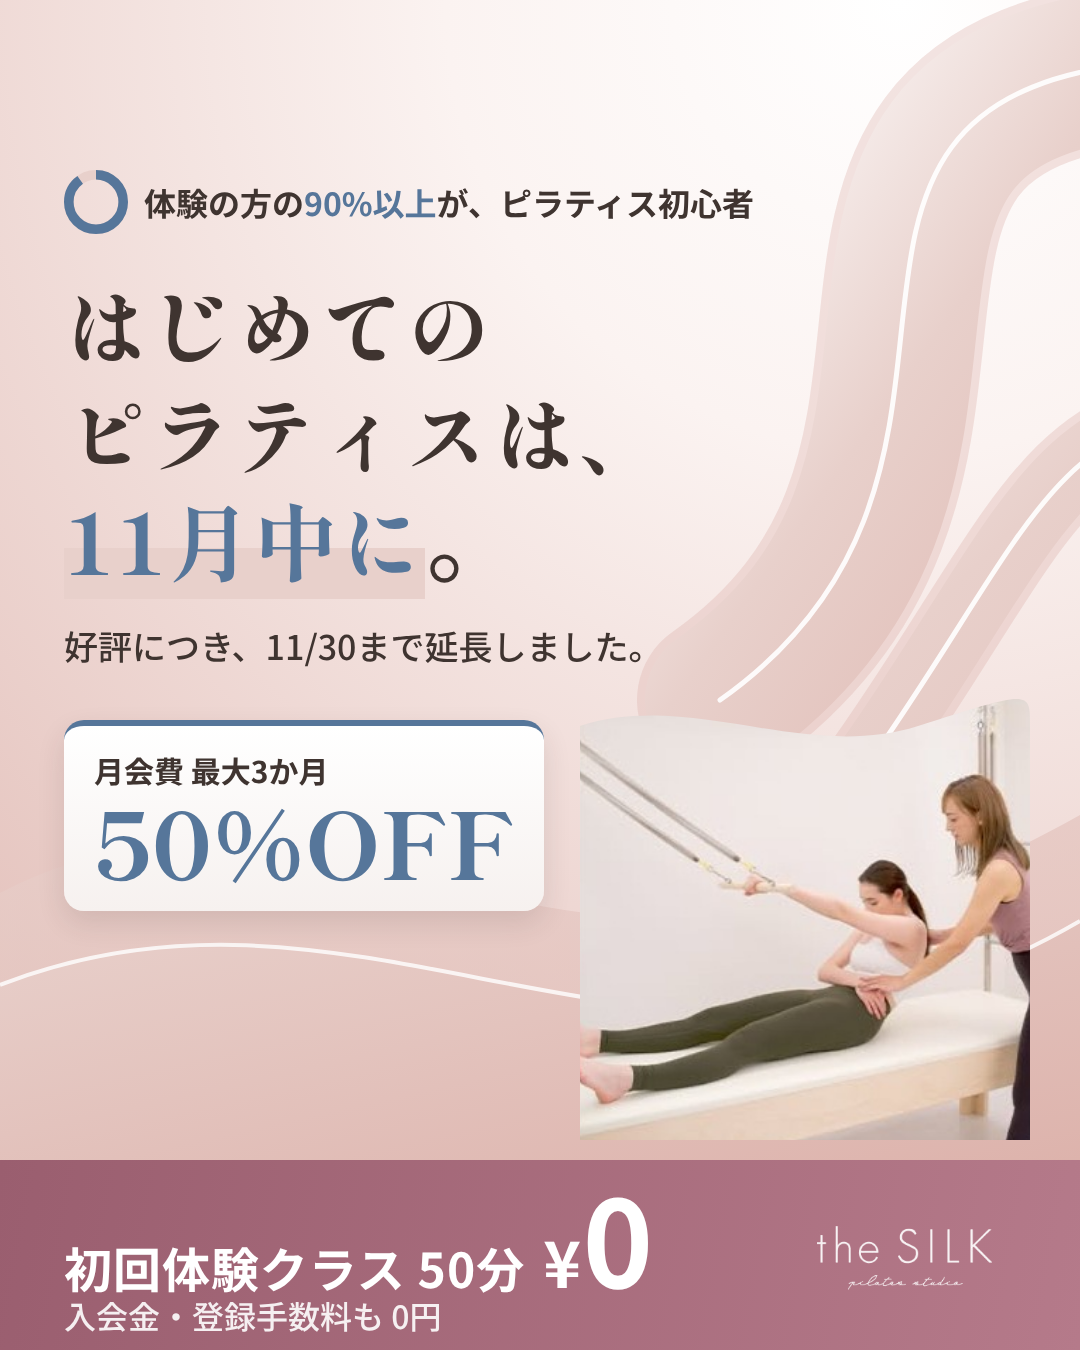 体験の方の90%以上が、ピラティス初心者
はじめての
ピラティスは、
11月中に。
好評につき、11/30まで延長しました。
月会費 最大3か月
50%OFF
初回体験クラス 50分 ¥0
入会金・登録手数料も 0円
the SILK
pilates studio